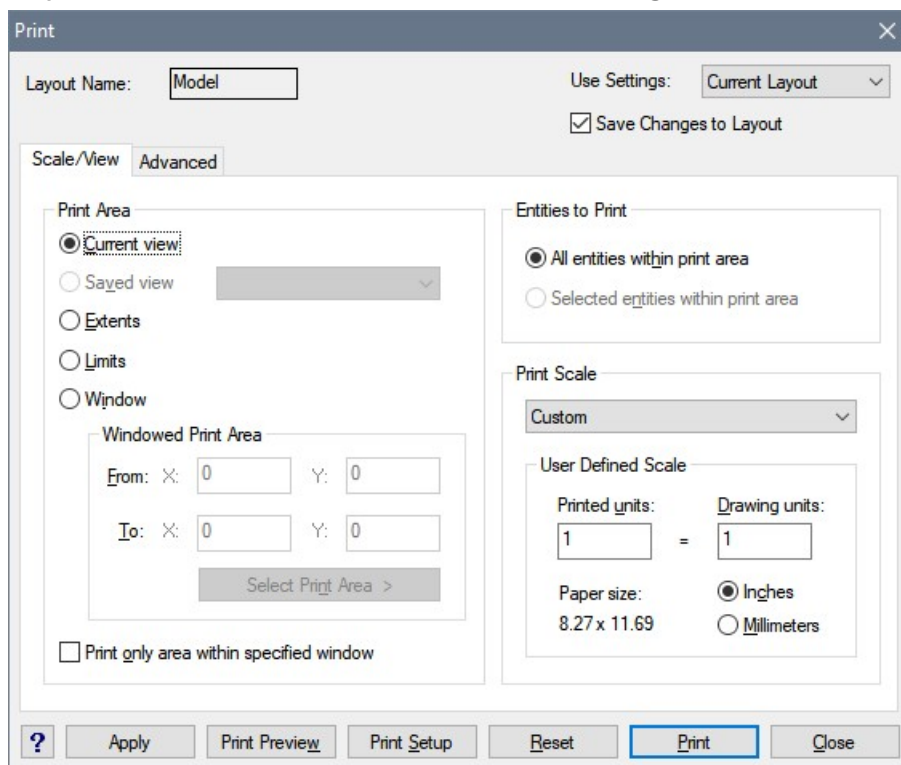 Print
Layout Name: Model
Use Settings: Current Layout
Save Changes to Layout
Scale/View Advanced
Print Area
Current view
Saved view
Extents
Limits
Window
Windowed Print Area
From: X: 0 Y: 0
To: X: 0 Y: 0
Select Print Area >
Print only area within specified window
Entities to Print
All entities within print area
Selected entities within print area
Print Scale
Custom
User Defined Scale
Printed units: Drawing units:
1 = 1
Paper size: Inches
8.27 x 11.69 Millimeters
? Apply Print Preview Print Setup Reset Print Close